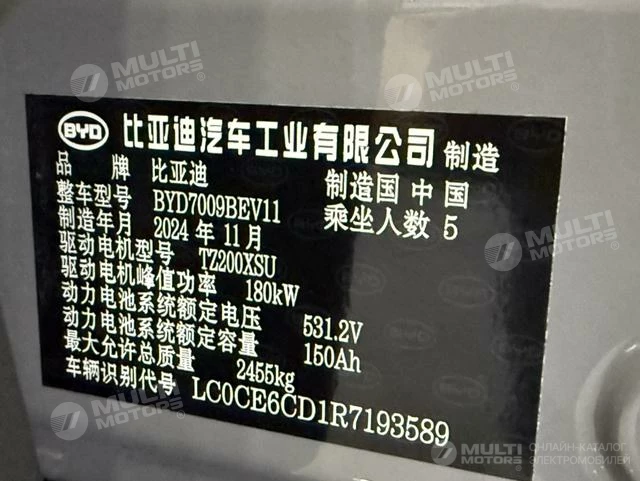 BYD 比亚迪汽车工业有限公司 制造
品 牌 比亚迪 制造国 中 国
整车型号 BYD7009BEV11 乘坐人数 5
制造年月 2024 年 11 月
驱动电机型号 TZ200XSU
驱动电机峰值功率 180kW
动力电池系统额定电压 531.2V
动力电池系统额定容量 150Ah
最大允许总质量 2455kg
车辆识别代号 LC0CE6CD1R7193589
MULTI MOTORS
MULTI MOTORS
MULTI MOTORS
MULTI MOTORS
MULTI MOTORS
MULTI MOTORS
MULTI MOTORS
MULTI MOTORS ОНЛАЙН-КАТАЛОГ ЭЛЕКТРОМОБИЛЕЙ